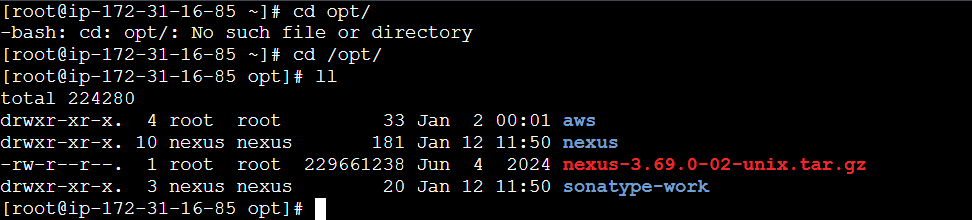 [root@ip-172-31-16-85 ~]# cd opt/
-bash: cd: opt/: No such file or directory
[root@ip-172-31-16-85 ~]# cd /opt/
[root@ip-172-31-16-85 opt]# ll
total 224280
drwxr-xr-x.  4 root  root         33 Jan  2 00:01 aws
drwxr-xr-x. 10 nexus nexus       181 Jan 12 11:50 nexus
-rw-r--r--.  1 root  root  229661238 Jun  4  2024 nexus-3.69.0-02-unix.tar.gz
drwxr-xr-x.  3 nexus nexus        20 Jan 12 11:50 sonatype-work
[root@ip-172-31-16-85 opt]#